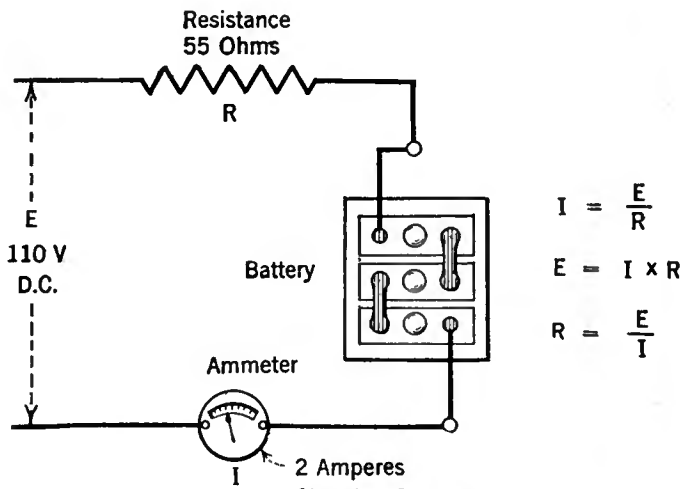 Resistance
55 Ohms
R
E
110 V
D.C.
Battery
I = E/R
E = I x R
R = E/I
Ammeter
I
2 Amperes